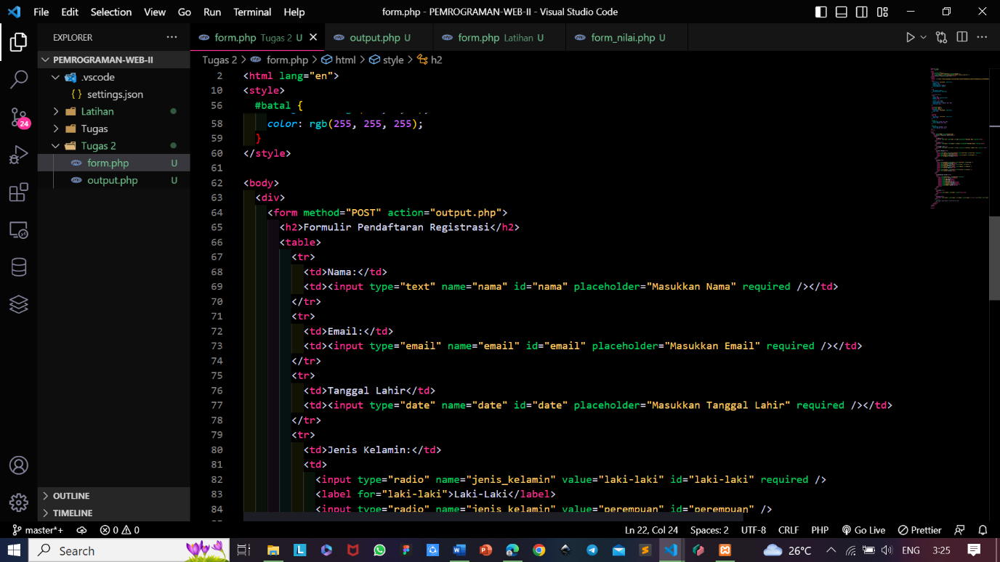 File Edit Selection View Go Run Terminal Help form.php - PEMROGRAMAN-WEB-II - Visual Studio Code
EXPLORER
form.php Tugas 2 U
output.php U
form.php Latihan U
form_nilai.php U
PEMROGRAMAN-WEB-II
.vscode
{} settings.json
Latihan
Tugas
Tugas 2
form.php U
output.php U
OUTLINE
TIMELINE
24
Tugas 2 > form.php > html > style > h2
2 <html lang="en">
10 <style>
56 #batal {
58 color: rgb(255, 255, 255);
59 }
60 </style>
61
62 <body>
63 <div>
64 <form method="POST" action="output.php">
65 <h2>Formulir Pendaftaran Registrasi</h2>
66 <table>
67 <tr>
68 <td>Nama:</td>
69 <td><input type="text" name="nama" id="nama" placeholder="Masukkan Nama" required /></td>
70 </tr>
71 <tr>
72 <td>Email:</td>
73 <td><input type="email" name="email" id="email" placeholder="Masukkan Email" required /></td>
74 </tr>
75 <tr>
76 <td>Tanggal Lahir</td>
77 <td><input type="date" name="date" id="date" placeholder="Masukkan Tanggal Lahir" required /></td>
78 </tr>
79 <tr>
80 <td>Jenis Kelamin:</td>
81 <td>
82 <input type="radio" name="jenis_kelamin" value="laki-laki" id="laki-laki" required />
83 <label for="laki-laki">Laki-Laki</label>
84 <input type="radio" name="jenis_kelamin" value="perempuan" id="perempuan" />
master*+ 0 0 Ln 22, Col 24 Spaces: 2 UTF-8 CRLF PHP Go Live Prettier
Search 26°C ENG 3:25